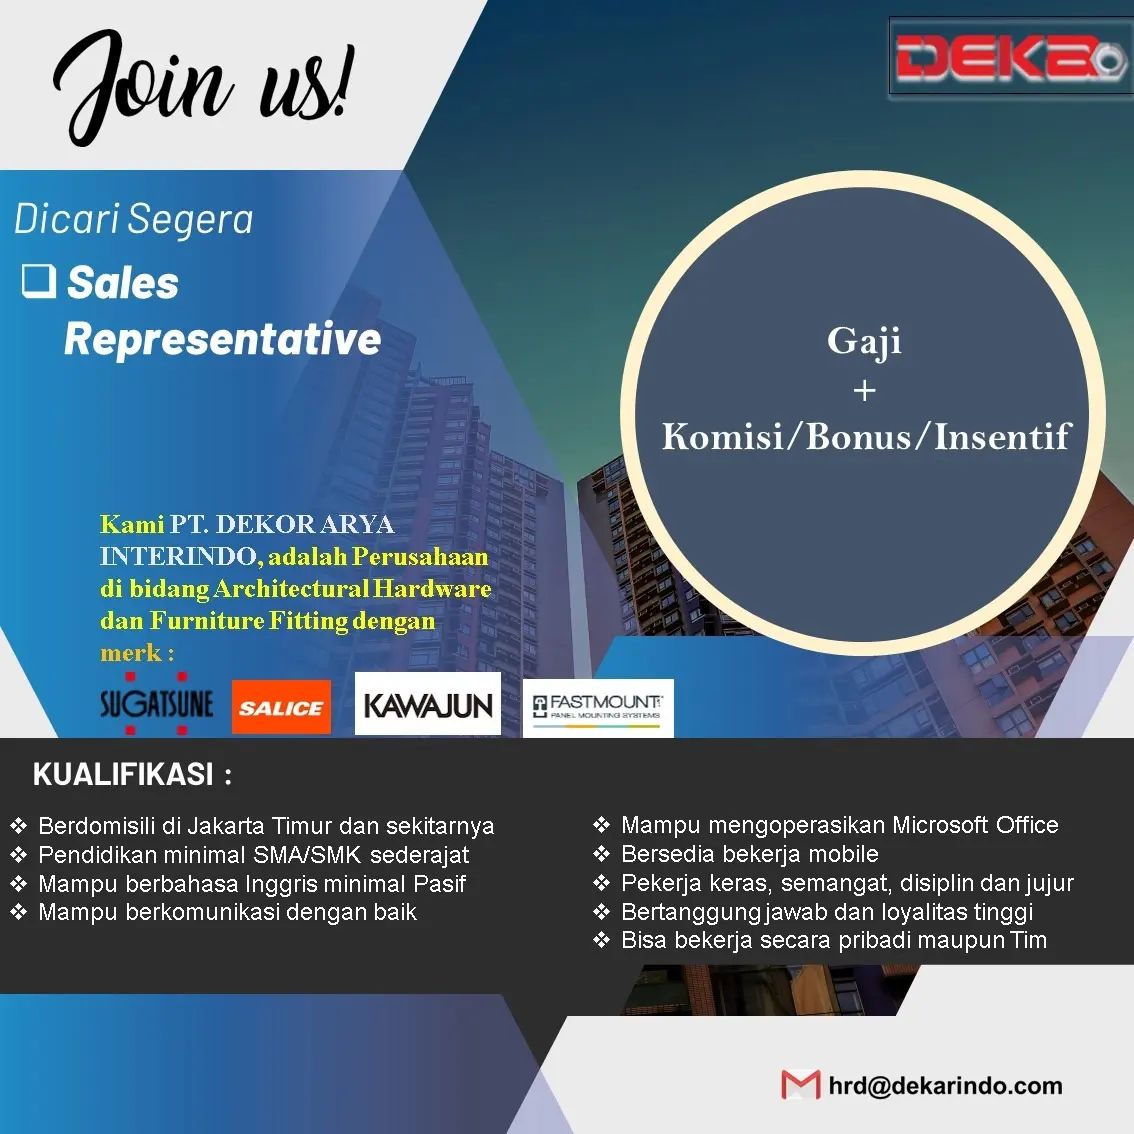 Join us!
DEKA
Dicari Segera
Sales
Representative
Gaji
+
Komisi/Bonus/Insentif
Kami PT. DEKOR ARYA
INTERINDO, adalah Perusahaan
di bidang Architectural Hardware
dan Furniture Fitting dengan
merk :
SUGATSUNE
SALICE
KAWAJUN
FASTMOUNT
PANEL MOUNTING SYSTEMS
KUALIFIKASI :
❖ Berdomisili di Jakarta Timur dan sekitarnya
❖ Pendidikan minimal SMA/SMK sederajat
❖ Mampu berbahasa Inggris minimal Pasif
❖ Mampu berkomunikasi dengan baik
❖ Mampu mengoperasikan Microsoft Office
❖ Bersedia bekerja mobile
❖ Pekerja keras, semangat, disiplin dan jujur
❖ Bertanggung jawab dan loyalitas tinggi
❖ Bisa bekerja secara pribadi maupun Tim
hrd@dekarindo.com